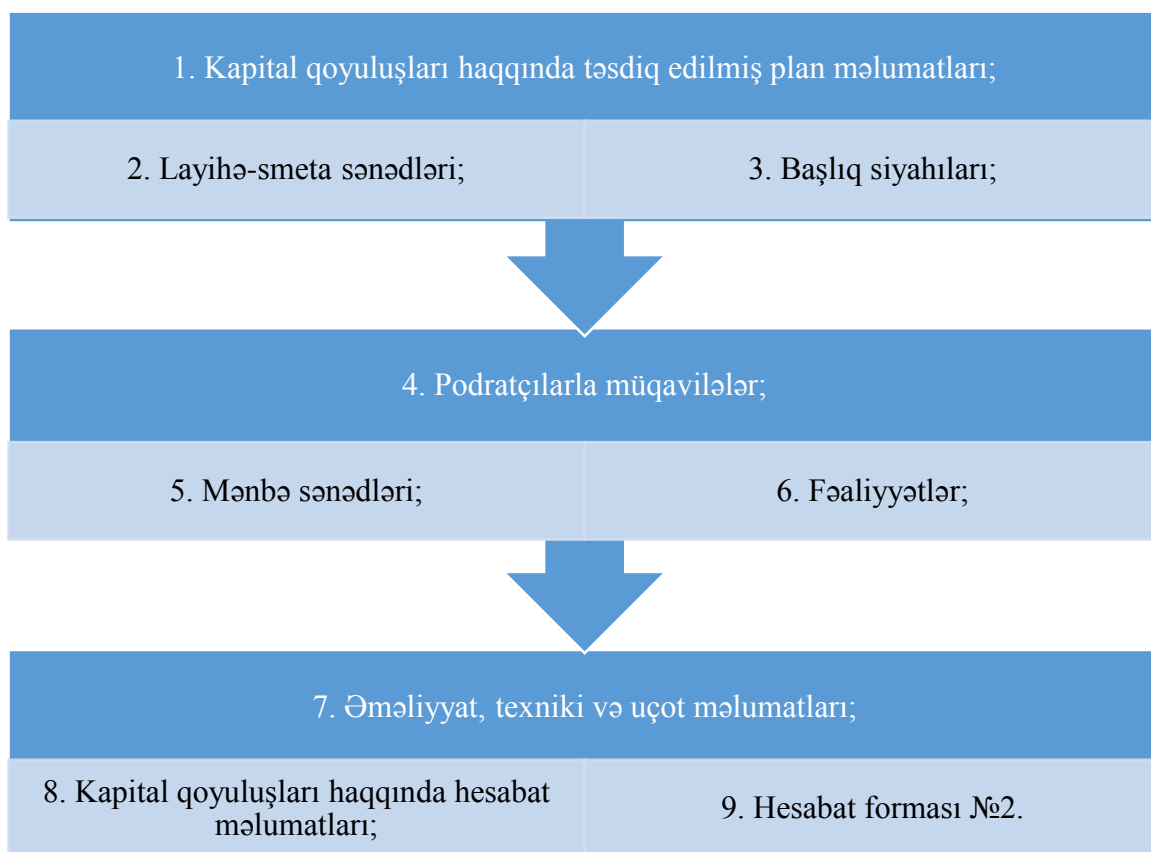 1. Kapital qoyuluşları haqqında təsdiq edilmiş plan məlumatları;
2. Layihə-smeta sənədləri;
3. Başlıq siyahıları;
4. Podratçılarla müqavilələr;
5. Mənbə sənədləri;
6. Fəaliyyətlər;
7. Əməliyyat, texniki və uçot məlumatları;
8. Kapital qoyuluşları haqqında hesabat
məlumatları;
9. Hesabat forması №2.